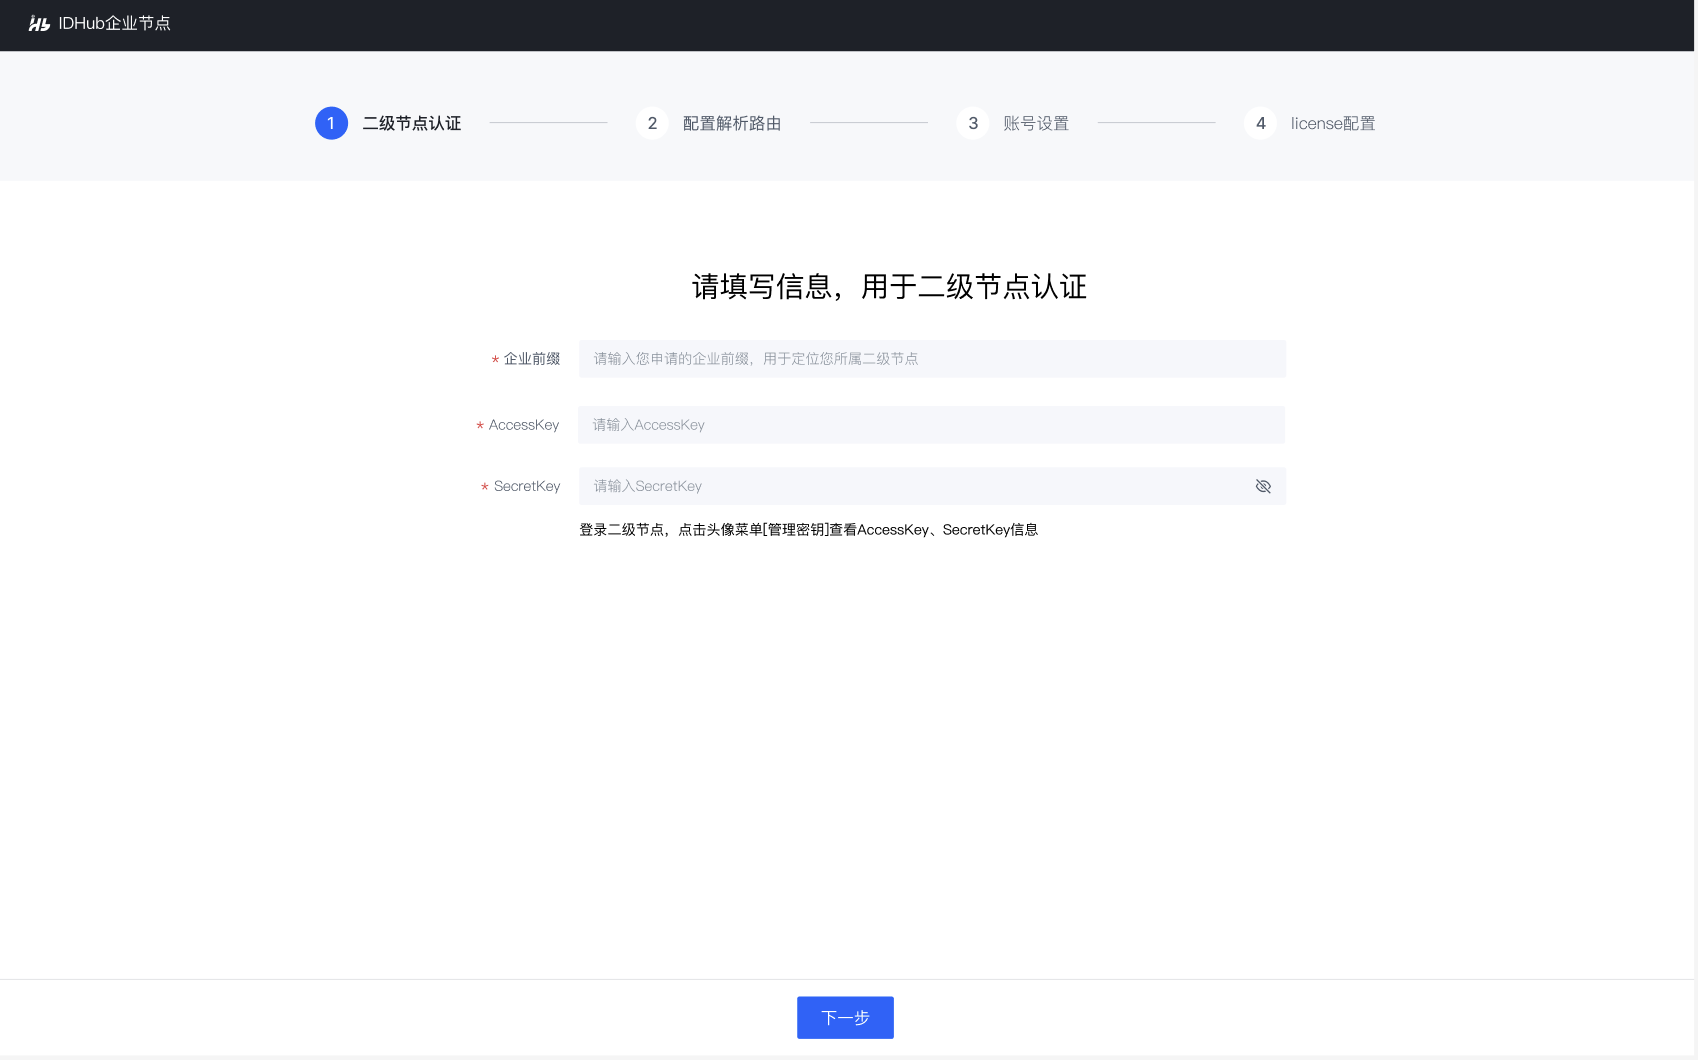 IDHub企业节点
1 二级节点认证 2 配置解析路由 3 账号设置 4 license配置
请填写信息，用于二级节点认证
* 企业前缀 请输入您申请的企业前缀，用于定位您所属二级节点
* AccessKey 请输入AccessKey
* SecretKey 请输入SecretKey
登录二级节点，点击头像菜单[管理密钥]查看AccessKey、SecretKey信息
下一步